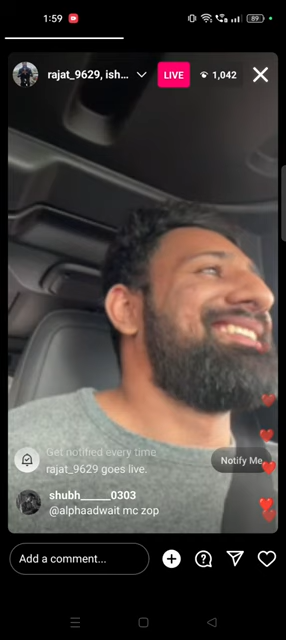 1:59
89
rajat_9629, ish...
LIVE
1,042
Get notified every time
rajat_9629 goes live.
Notify Me
shubh_____0303
@alphaadwait mc zop
Add a comment...